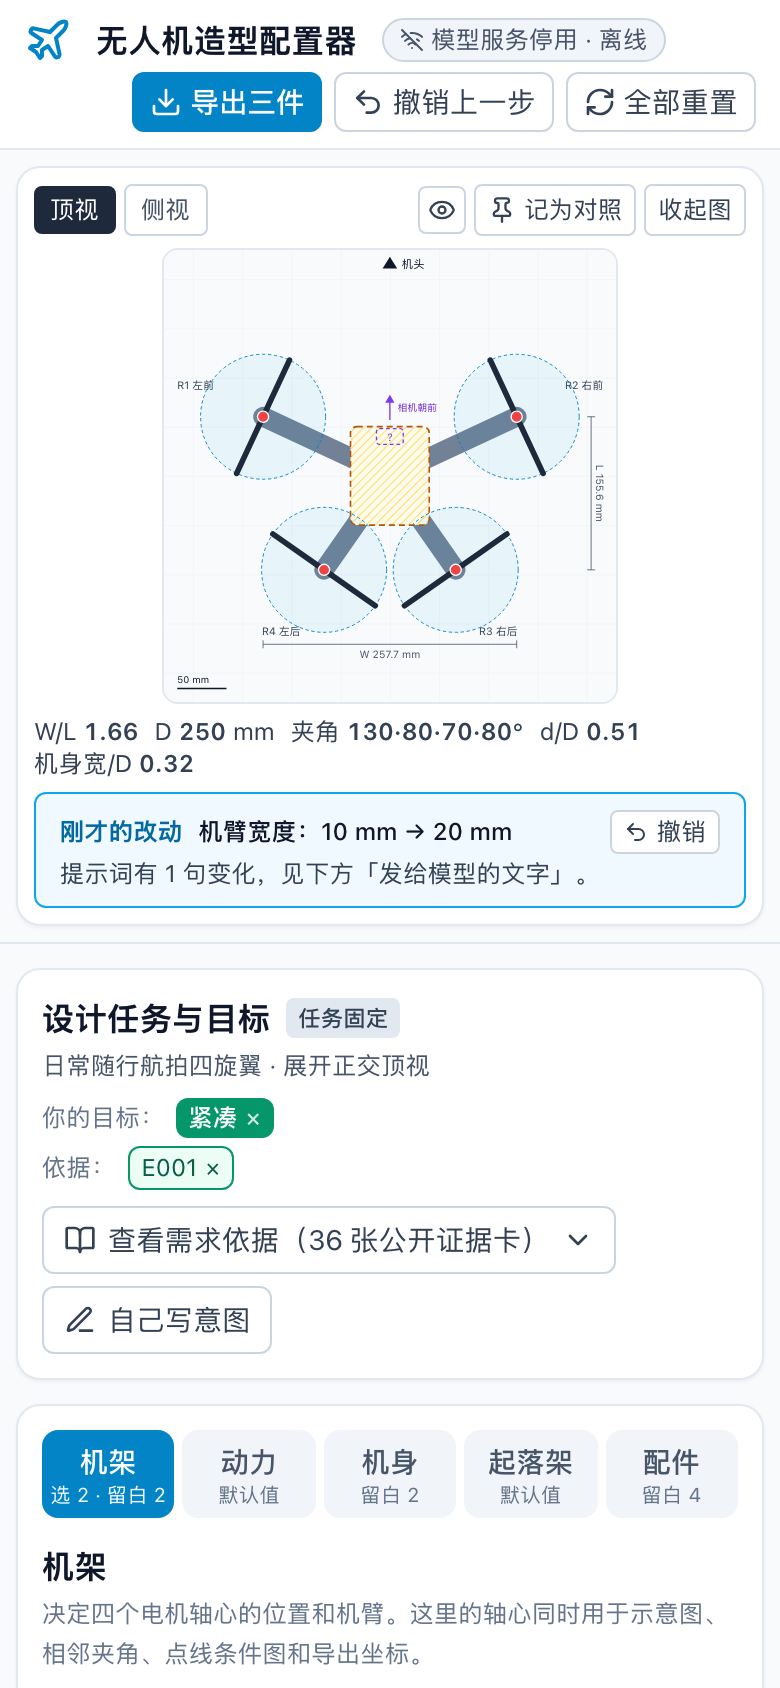 无人机造型配置器 模型服务停用 · 离线
导出三件 撤销上一步 全部重置
顶视 侧视 记为对照 收起图
机头
R1 左前 R2 右前
相机朝前
?
L 155.6 mm
R4 左后 R3 右后
W 257.7 mm
50 mm
W/L 1.66 D 250 mm 夹角 130·80·70·80° d/D 0.51
机身宽/D 0.32
刚才的改动 机臂宽度：10 mm → 20 mm 撤销
提示词有 1 句变化，见下方「发给模型的文字」。
设计任务与目标 任务固定
日常随行航拍四旋翼 · 展开正交顶视
你的目标： 紧凑 ×
依据： E001 ×
查看需求依据（36 张公开证据卡）
自己写意图
机架 动力 机身 起落架 配件
选 2 · 留白 2 默认值 留白 2 默认值 留白 4
机架
决定四个电机轴心的位置和机臂。这里的轴心同时用于示意图、
相邻夹角、点线条件图和导出坐标。